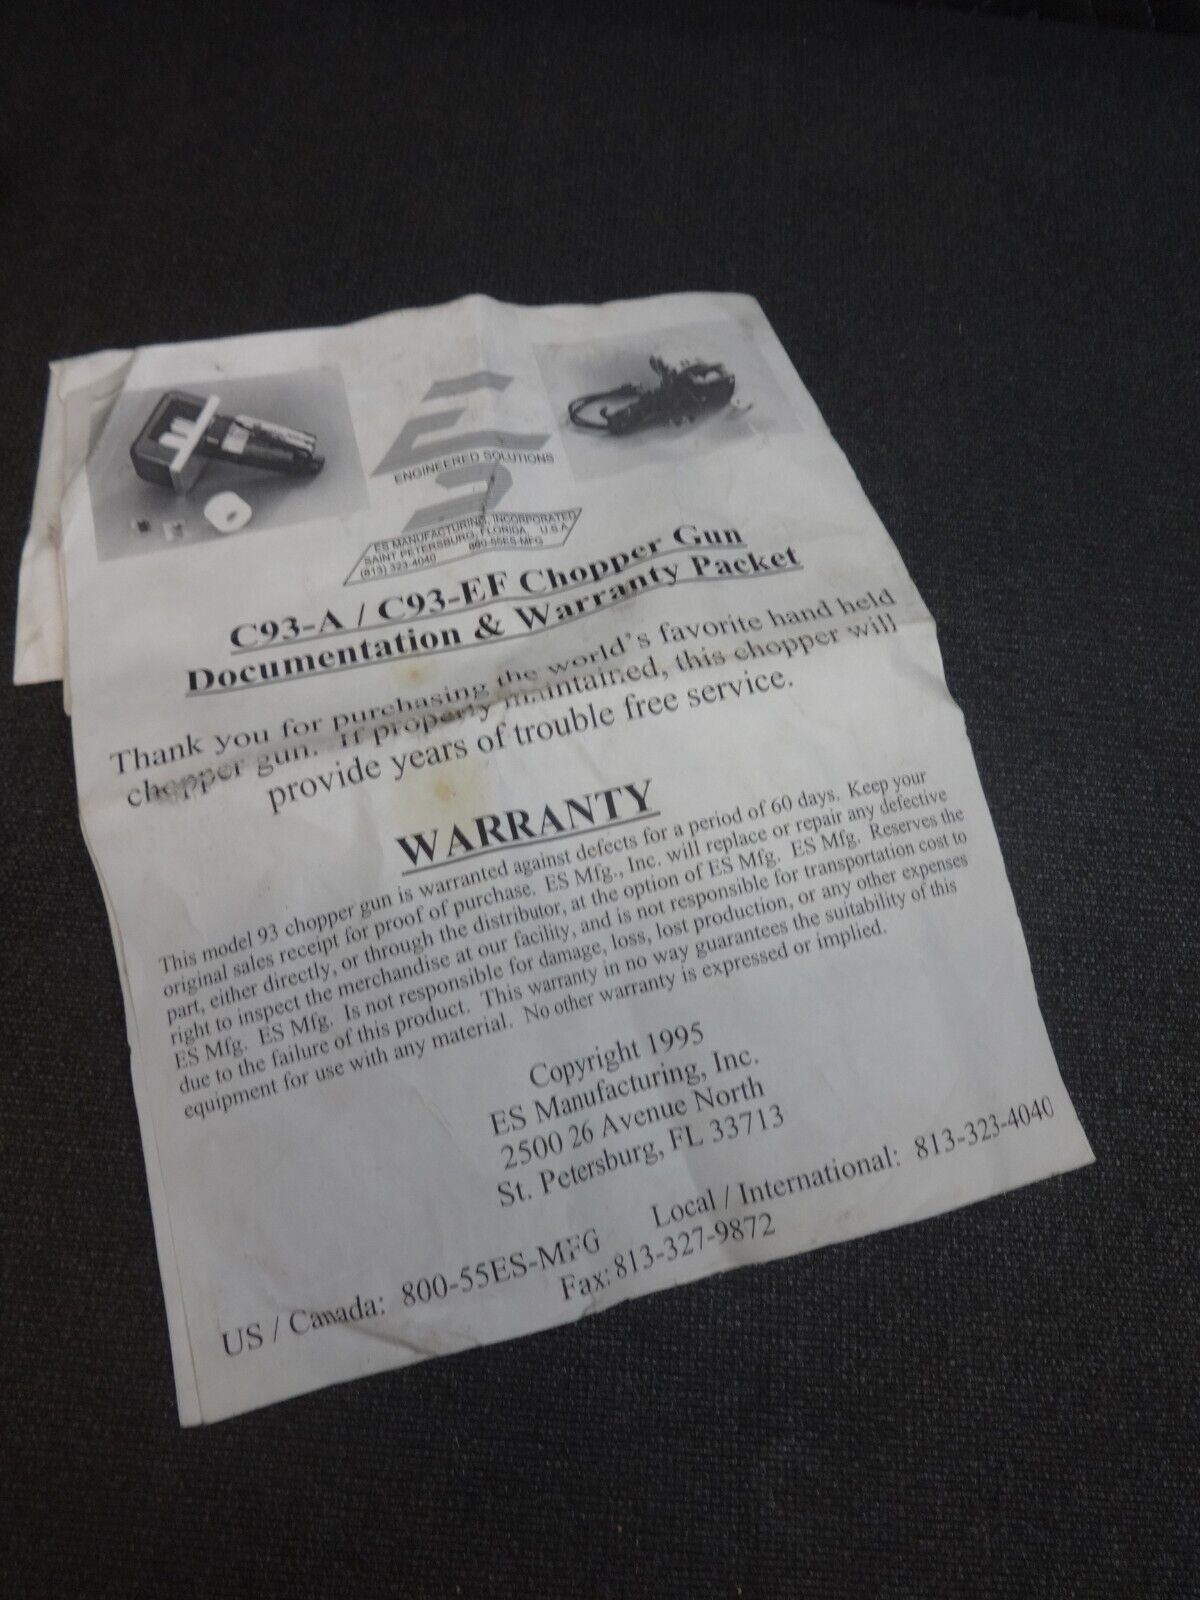 ENGINEERED SOLUTIONS
ES MANUFACTURING, INCORPORATED
SAINT PETERSBURG, FLORIDA, U.S.A.
(813) 323-4040 800-55ES-MFG
C93-A / C93-EF Chopper Gun
Documentation & Warranty Packet
Thank you for purchasing the world's favorite hand held
chopper gun. If properly maintained, this chopper will
provide years of trouble free service.
WARRANTY
This model 93 chopper gun is warranted against defects for a period of 60 days. Keep your
original sales receipt for proof of purchase. ES Mfg., Inc. will replace or repair any defective
part, either directly, or through the distributor, at the option of ES Mfg. ES Mfg. Reserves the
right to inspect the merchandise at our facility, and is not responsible for transportation cost to
ES Mfg. ES Mfg. Is not responsible for damage, loss, lost production, or any other expenses
due to the failure of this product. This warranty in no way guarantees the suitability of this
equipment for use with any material. No other warranty is expressed or implied.
Copyright 1995
ES Manufacturing, Inc.
2500 26 Avenue North
St. Petersburg, FL 33713
US / Canada: 800-55ES-MFG Local / International: 813-323-4040
Fax: 813-327-9872